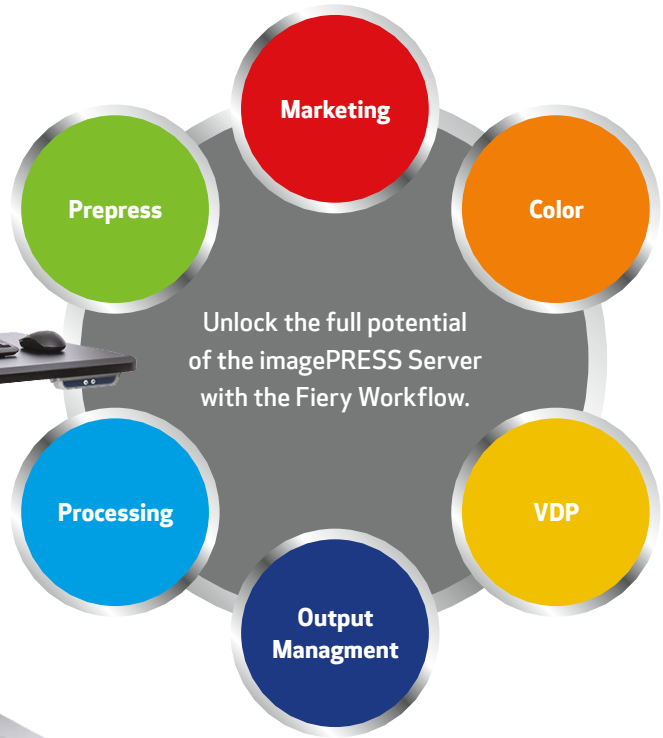 Marketing
Prepress
Color
Unlock the full potential
of the imagePRESS Server
with the Fiery Workflow.
Processing
VDP
Output
Managment